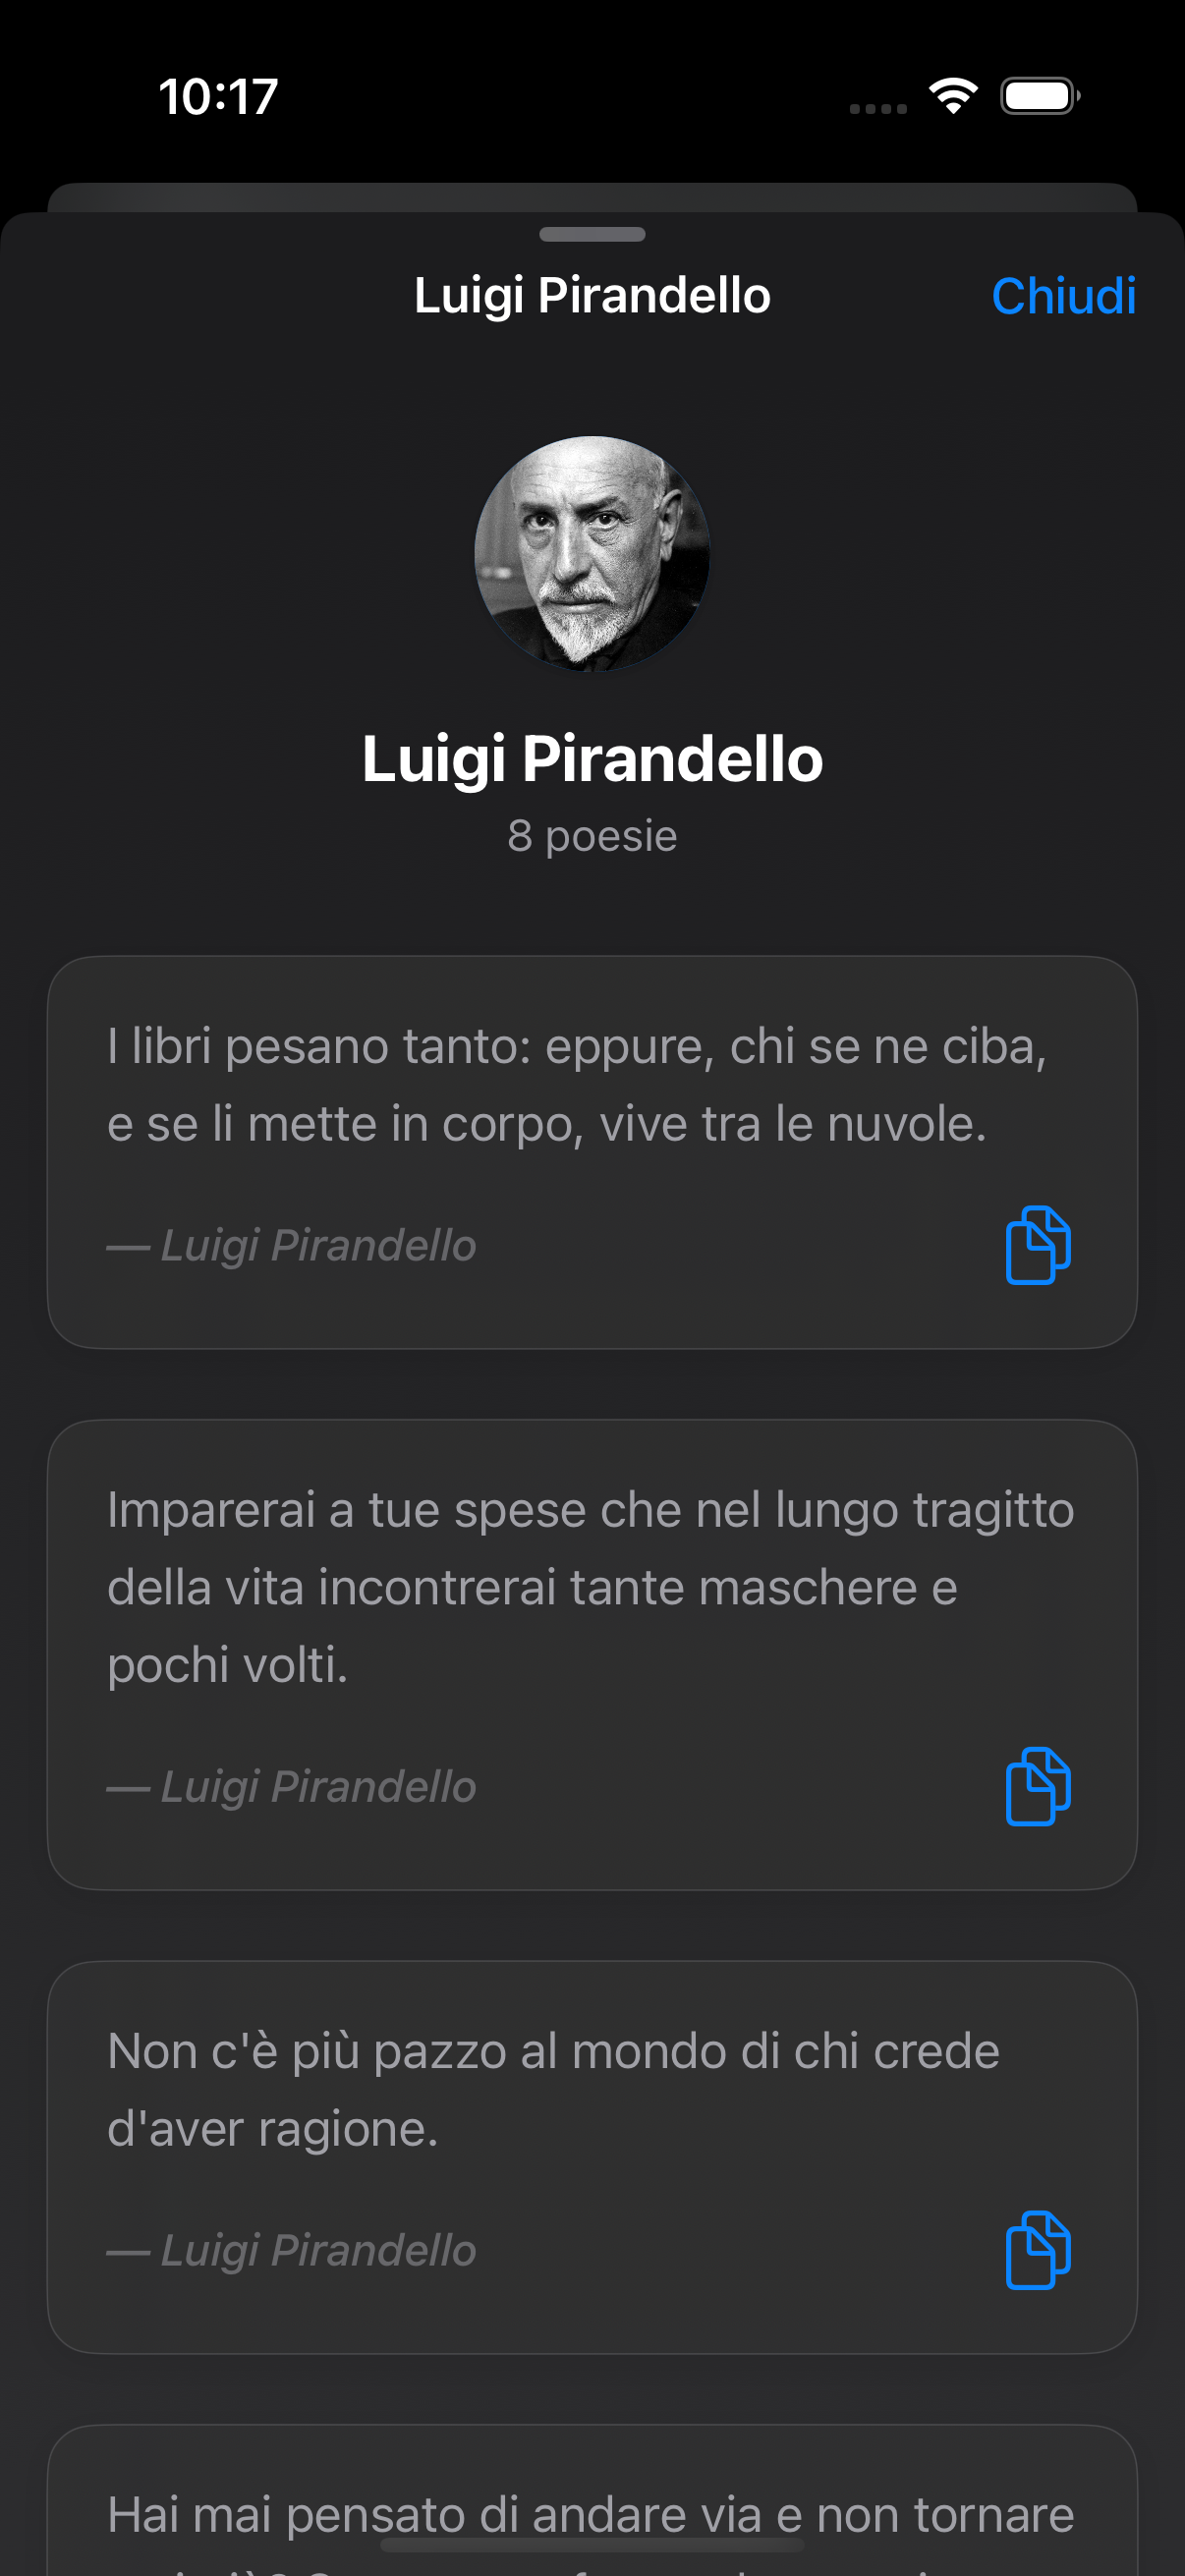 10:17
Luigi Pirandello
Chiudi
Luigi Pirandello
8 poesie
I libri pesano tanto: eppure, chi se ne ciba,
e se li mette in corpo, vive tra le nuvole.
— Luigi Pirandello
Imparerai a tue spese che nel lungo tragitto
della vita incontrerai tante maschere e
pochi volti.
— Luigi Pirandello
Non c'è più pazzo al mondo di chi crede
d'aver ragione.
— Luigi Pirandello
Hai mai pensato di andare via e non tornare